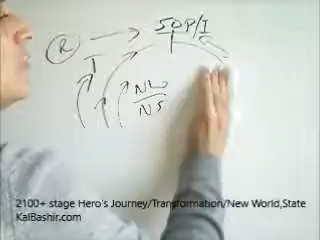 R SOP/I
T
NW
NS
2100+ stage Hero's Journey/Transformation/New World,State
KalBashir.com